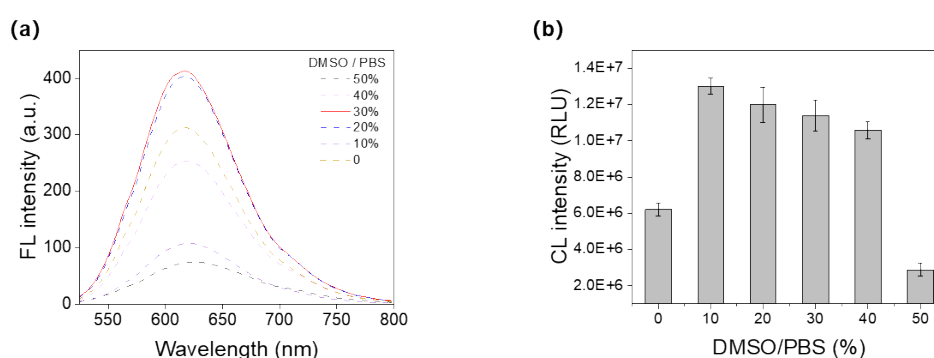 (a)
FL intensity (a.u.)
400
300
200
100
0
550
600
650
700
750
800
Wavelength (nm)
DMSO / PBS
50%
40%
30%
20%
10%
0
(b)
CL intensity (RLU)
1.4E+7
1.2E+7
1.0E+7
8.0E+6
6.0E+6
4.0E+6
2.0E+6
0
10
20
30
40
50
DMSO/PBS (%)